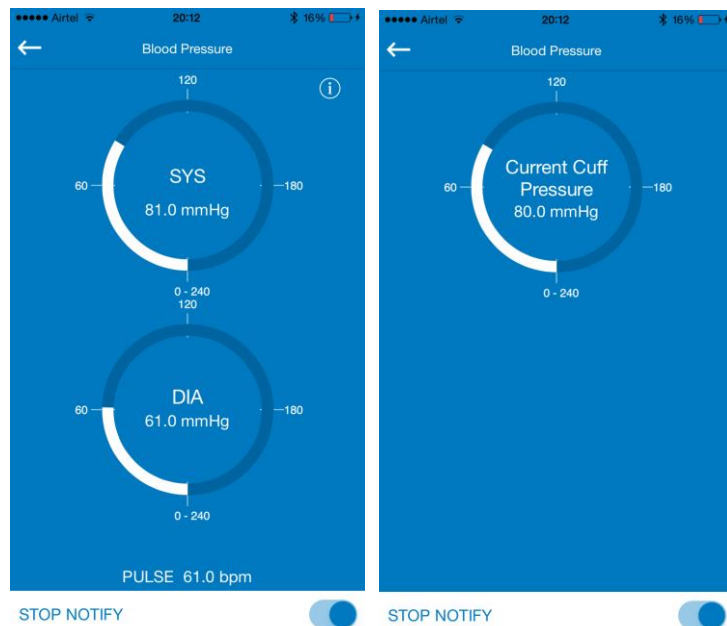 Airtel 20:12 16%
Blood Pressure
120
i
SYS
81.0 mmHg
60
180
0 - 240
120
DIA
61.0 mmHg
60
180
0 - 240
PULSE 61.0 bpm
STOP NOTIFY
Airtel 20:12 16%
Blood Pressure
120
Current Cuff
Pressure
80.0 mmHg
60
180
0 - 240
STOP NOTIFY